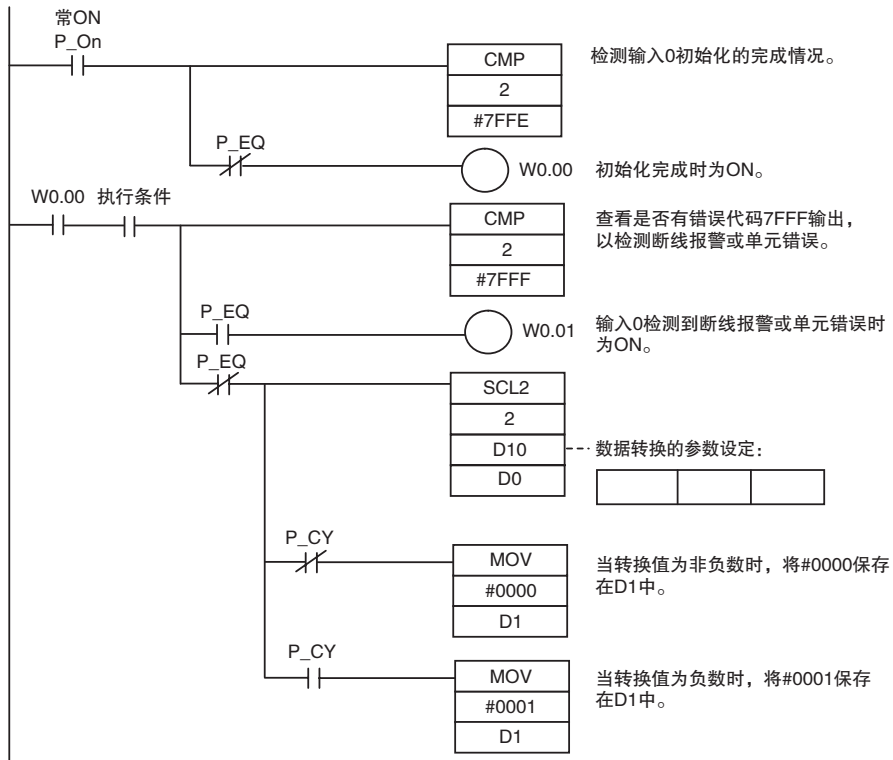 常ON
P_On
CMP
2
#7FFE
检测输入0初始化的完成情况。
P_EQ
W0.00
初始化完成时为ON。
W0.00 执行条件
CMP
2
#7FFF
查看是否有错误代码7FFF输出，
以检测断线报警或单元错误。
P_EQ
W0.01
输入0检测到断线报警或单元错误时
为ON。
P_EQ
SCL2
2
D10
D0
数据转换的参数设定：
P_CY
MOV
#0000
D1
当转换值为非负数时，将#0000保存
在D1中。
P_CY
MOV
#0001
D1
当转换值为负数时，将#0001保存
在D1中。